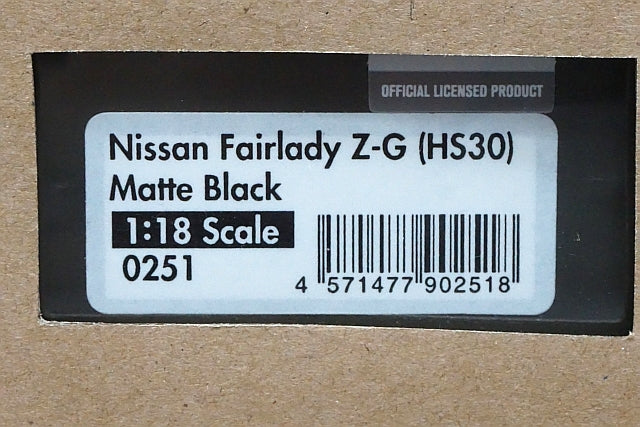 OFFICIAL LICENSED PRODUCT
Nissan Fairlady Z-G (HS30)
Matte Black
1:18 Scale
0251
4 571477 902518